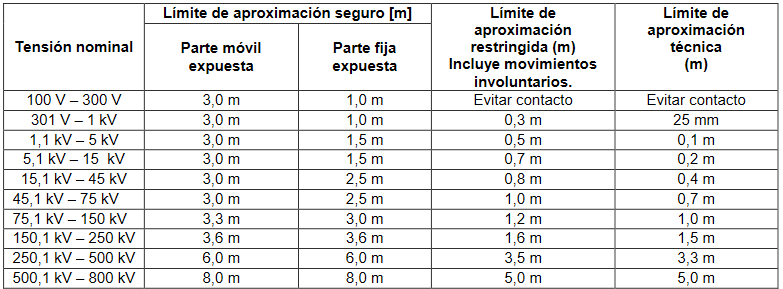 Tensión nominal
Límite de aproximación seguro [m]
Parte móvil
expuesta
Parte fija
expuesta
Límite de
aproximación
restringida (m)
Incluye movimientos
involuntarios.
Límite de
aproximación
técnica
(m)
100 V – 300 V 3,0 m 1,0 m Evitar contacto Evitar contacto
301 V – 1 kV 3,0 m 1,0 m 0,3 m 25 mm
1,1 kV – 5 kV 3,0 m 1,5 m 0,5 m 0,1 m
5,1 kV – 15 kV 3,0 m 1,5 m 0,7 m 0,2 m
15,1 kV – 45 kV 3,0 m 2,5 m 0,8 m 0,4 m
45,1 kV – 75 kV 3,0 m 2,5 m 1,0 m 0,7 m
75,1 kV – 150 kV 3,3 m 3,0 m 1,2 m 1,0 m
150,1 kV – 250 kV 3,6 m 3,6 m 1,6 m 1,5 m
250,1 kV – 500 kV 6,0 m 6,0 m 3,5 m 3,3 m
500,1 kV – 800 kV 8,0 m 8,0 m 5,0 m 5,0 m